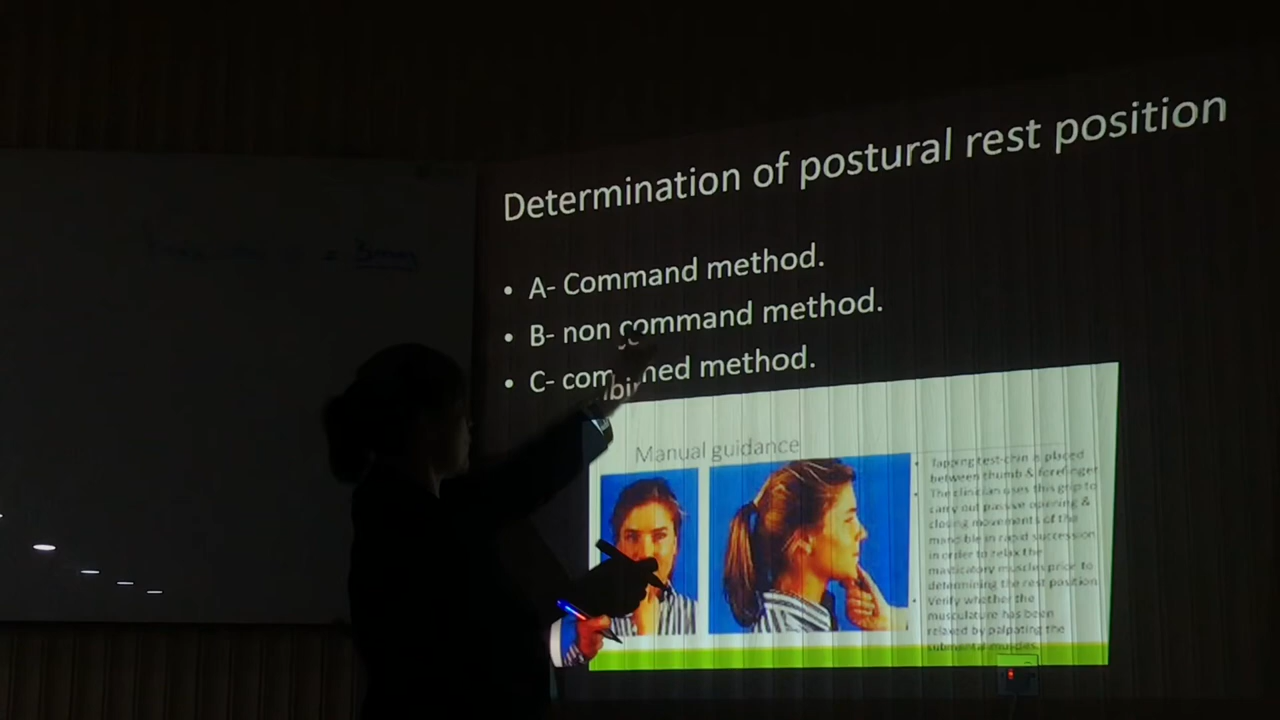 Determination of postural rest position
• A- Command method.
• B- non command method.
• C- combined method.
Manual guidance
• Tapping test-chin is placed
between thumb & forefinger
• The clinician uses this grip to
carry out passive opening &
closing movements of the
mandible in rapid succession
in order to relax the
masticatory muscles prior to
determining the rest position
• Verify whether the
musculature has been
relaxed by palpating the
submental muscles.